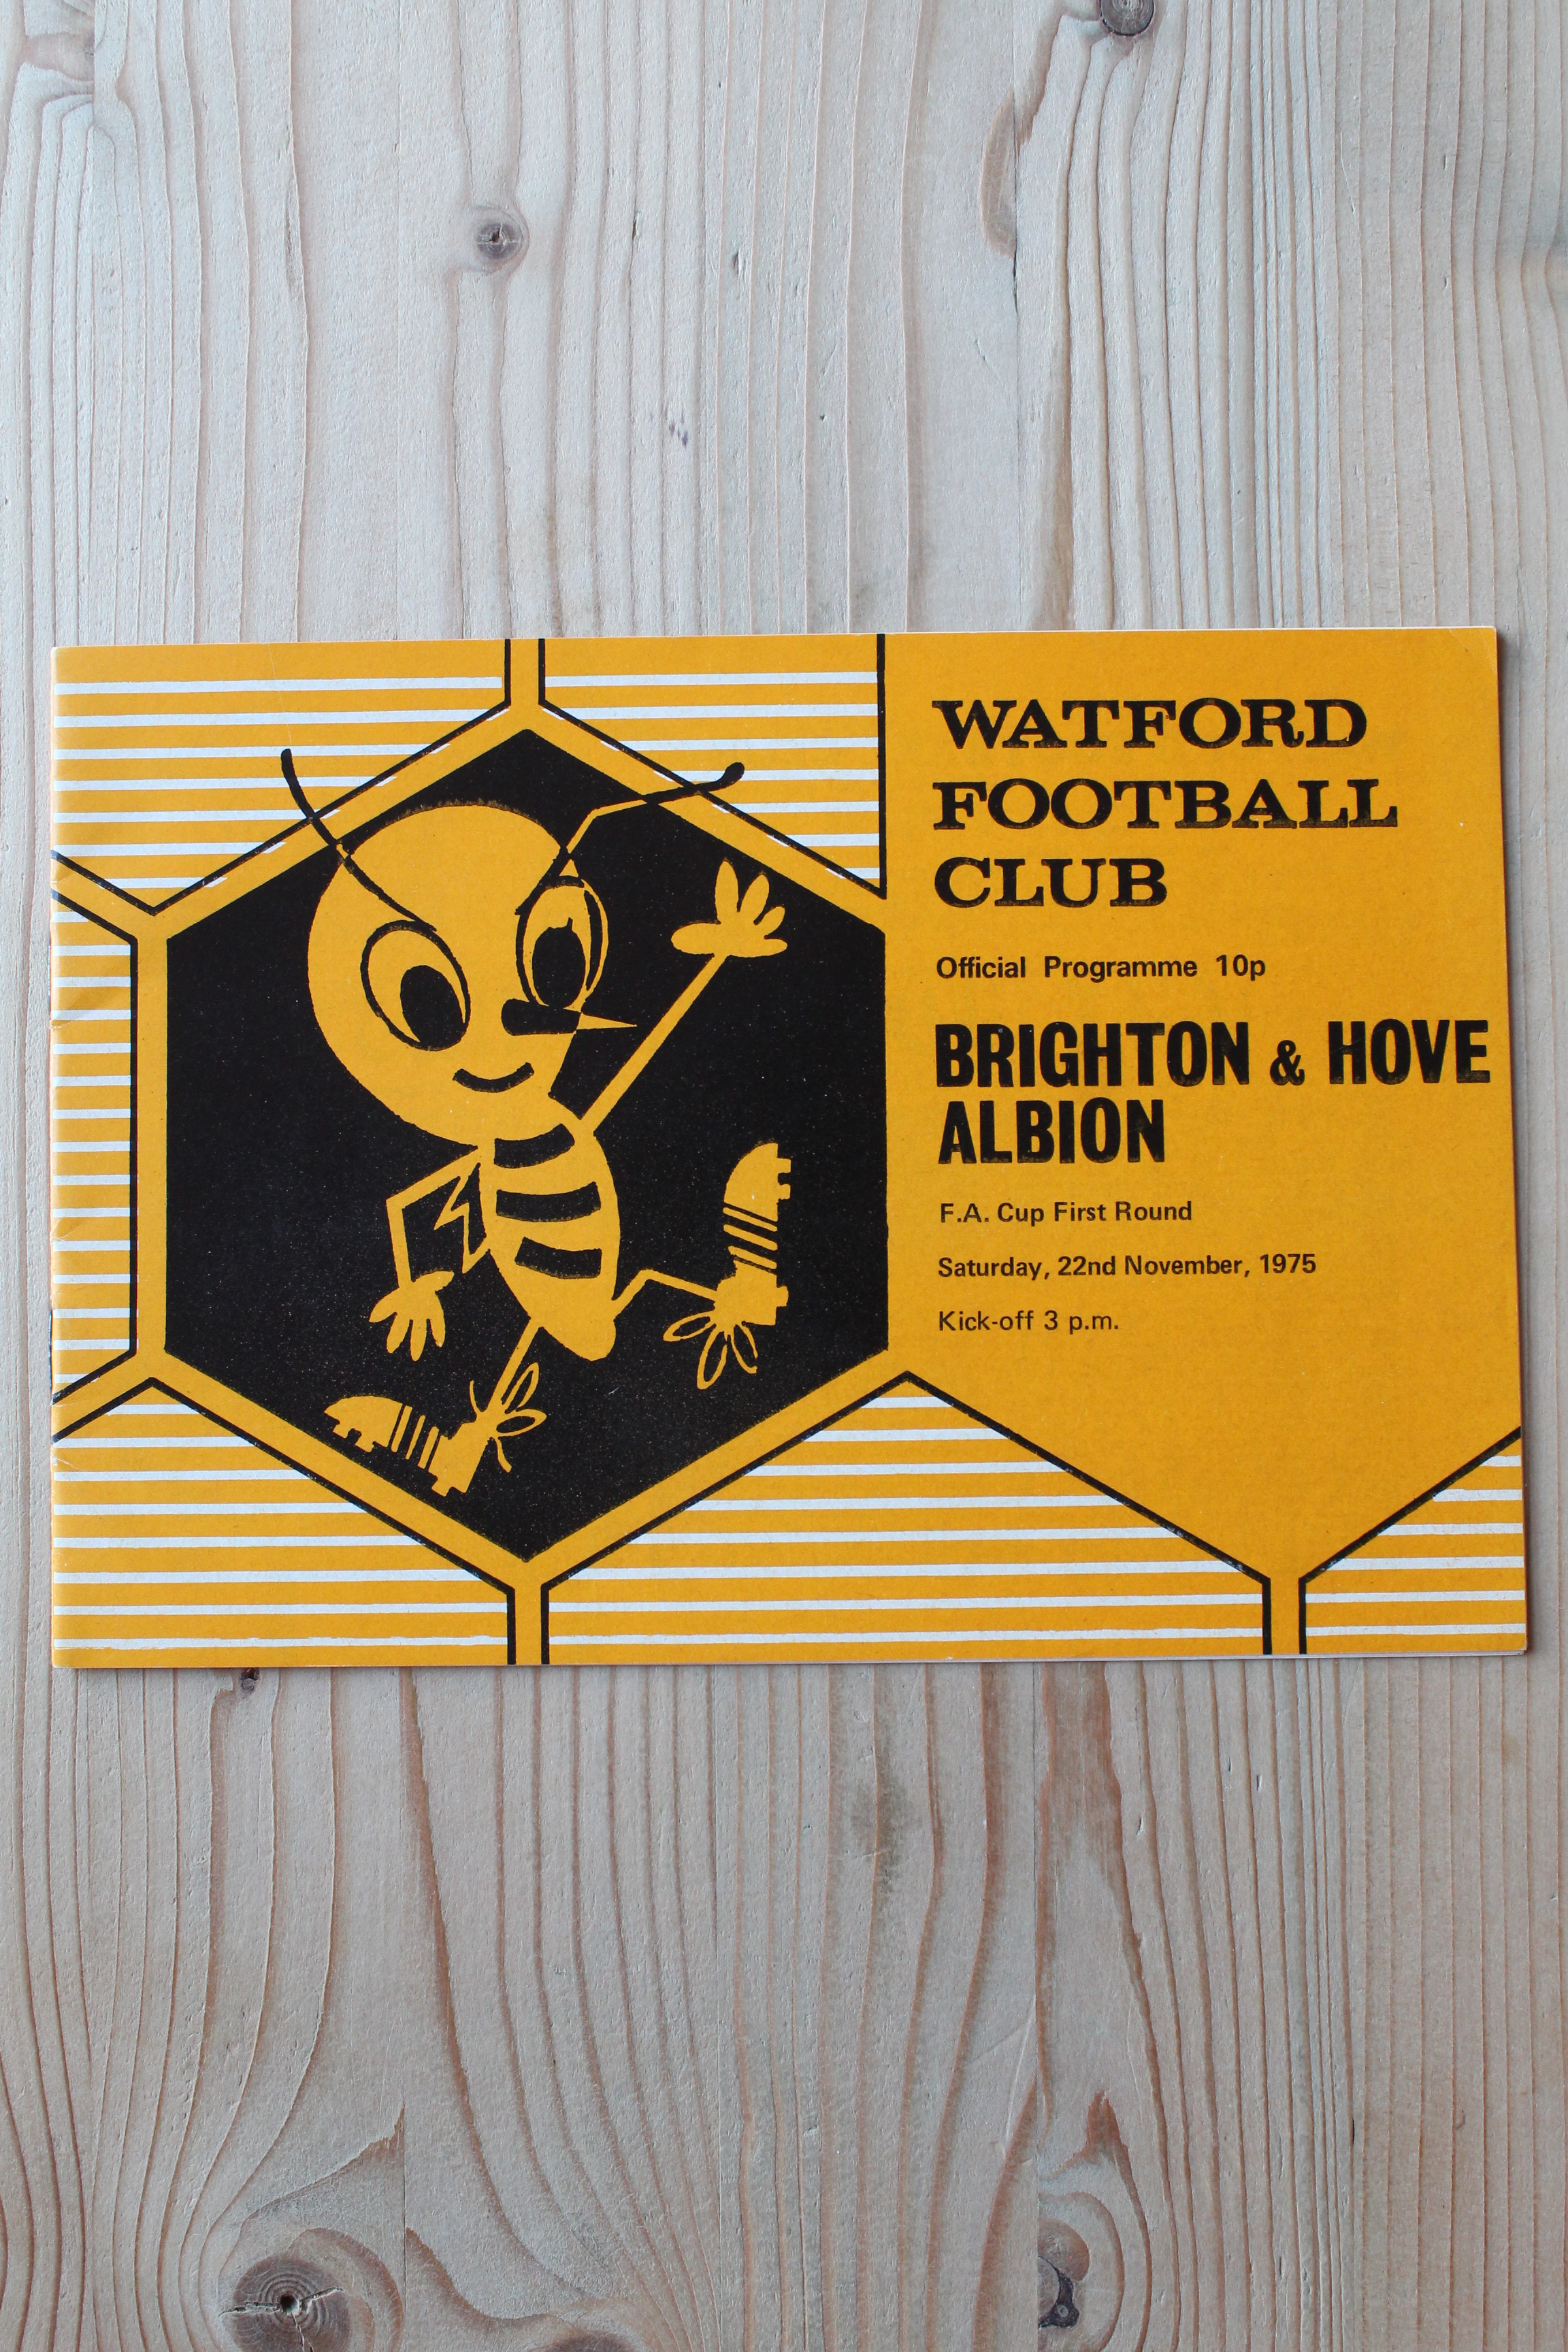 WATFORD
FOOTBALL
CLUB
Official Programme 10p
BRIGHTON & HOVE
ALBION
F.A. Cup First Round
Saturday, 22nd November, 1975
Kick-off 3 p.m.